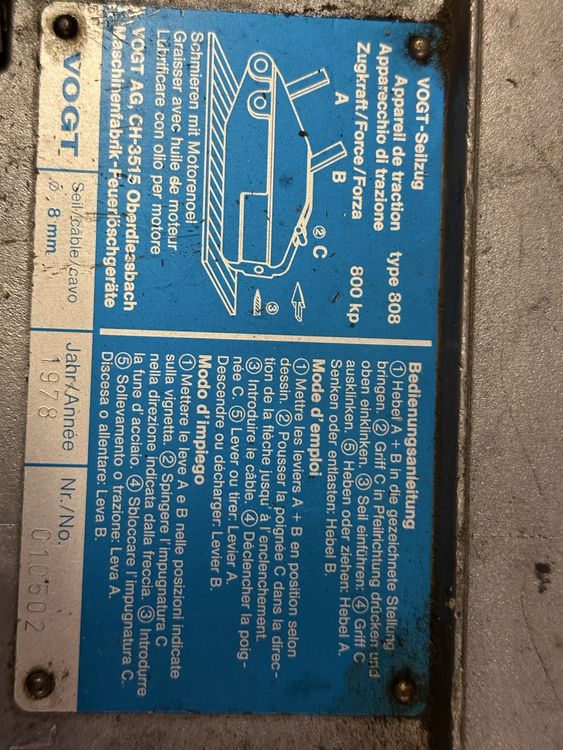 VOGT-Seilzug
Appareil de traction type 808
Apparecchio di trazione
Zugkraft/Force/Forza 800 kp
A
B
② C
③
Schmieren mit Motorenoel
Graisser avec huile de moteur
Lubrificare con olio per motore
VOGT AG, CH-3515 Oberdiessbach
Maschinenfabrik-Feuerlöschgeräte
Bedienungsanleitung
① Hebel A + B in die gezeichnete Stellung
bringen. ② Griff C in Pfeilrichtung drücken und
oben einklinken. ③ Seil einführen: ④ Griff C
ausklinken. ⑤ Heben oder ziehen: Hebel A.
Senken oder entlasten: Hebel B.
Mode d'emploi
① Mettre les leviers A + B en position selon
dessin. ② Pousser la poignée C dans la direc-
tion de la flèche jusqu' à l'enclenchement.
③ Introduire le câble. ④ Déclencher la poig-
née C. ⑤ Lever ou tirer: Levier A.
Descendre ou décharger: Levier B.
Modo d'impiego
① Mettere le leve A e B nelle posizioni indicate
sulla vignetta. ② Spingere l'impugnatura C
nella direzione indicata dalla freccia. ③ Introdurre
la fune d'acciaio. ④ Sbloccare l'impugnatura C.
⑤ Sollevamento o trazione: Leva A.
Discesa o allentare: Leva B.
VOGT
Seil/câble/cavo
∅ 8 mm
Jahr/Année
1978
Nr./No.
010502